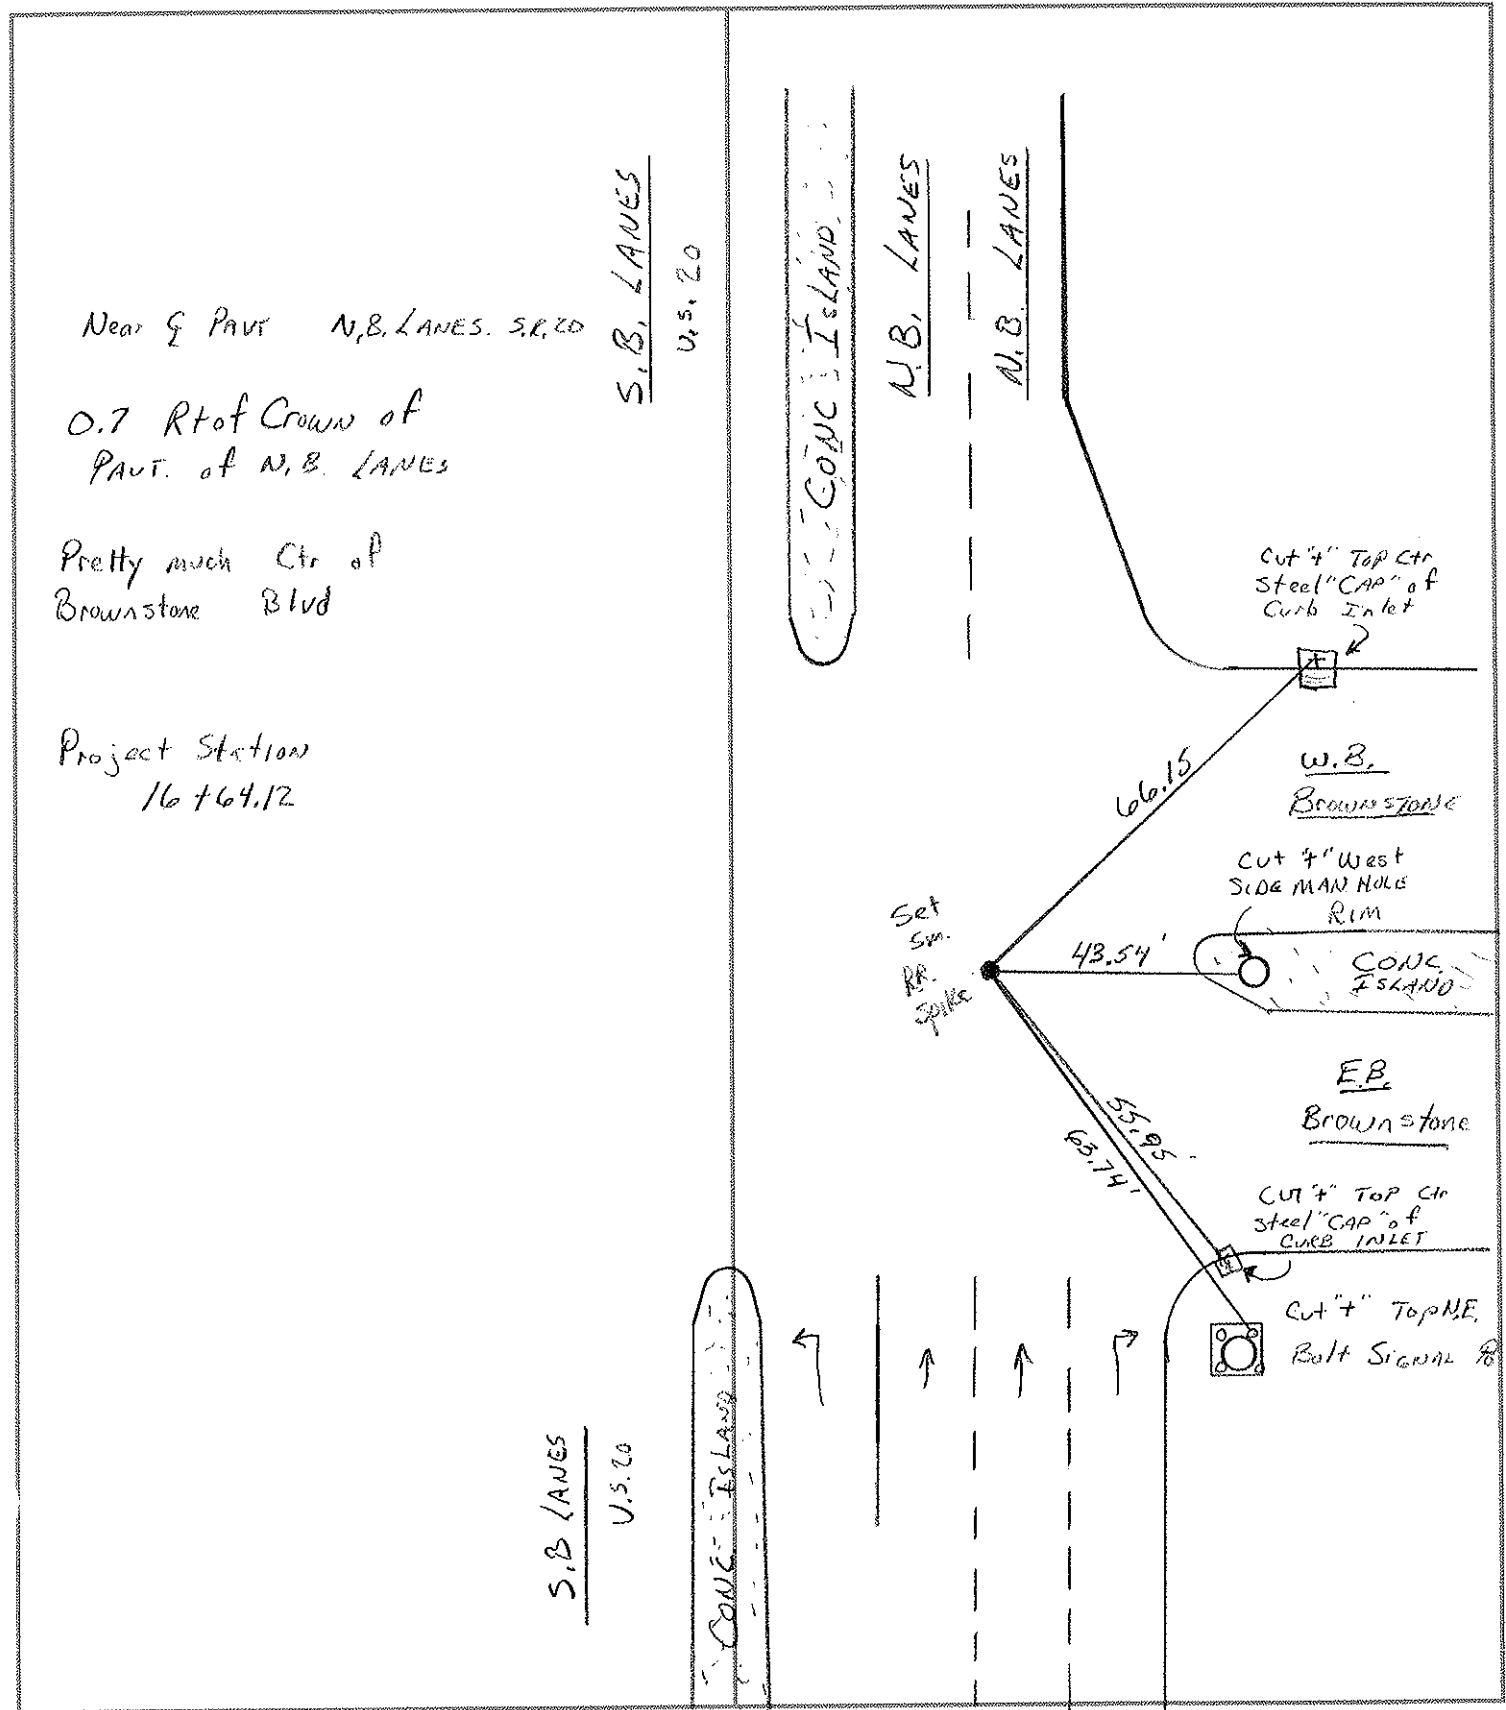 Near ℄ PAVT N.B. LANES. S.R. 20
0.7 Rt of Crown of
PAVT. of N.B. LANES
Pretty much Ctr of
Brownstone Blvd
Project Station
16+64.12
S.B. LANES
U.S. 20
CONC ISLAND
N.B. LANES
N.B. LANES
Cut "+" TOP Ctr
Steel "CAP" of
Curb Inlet
66.15
W.B.
BROWNSTONE
Cut "+" West
SIDE MAN HOLE
RIM
Set
Sm.
RR.
Spike
43.54'
CONC.
ISLAND
E.B.
Brownstone
55.95'
63.74'
CUT "+" TOP Ctr
Steel "CAP" of
CURB INLET
Cut "+" Top N.E.
Bolt SIGNAL
S.B LANES
U.S. 20
CONC ISLAND